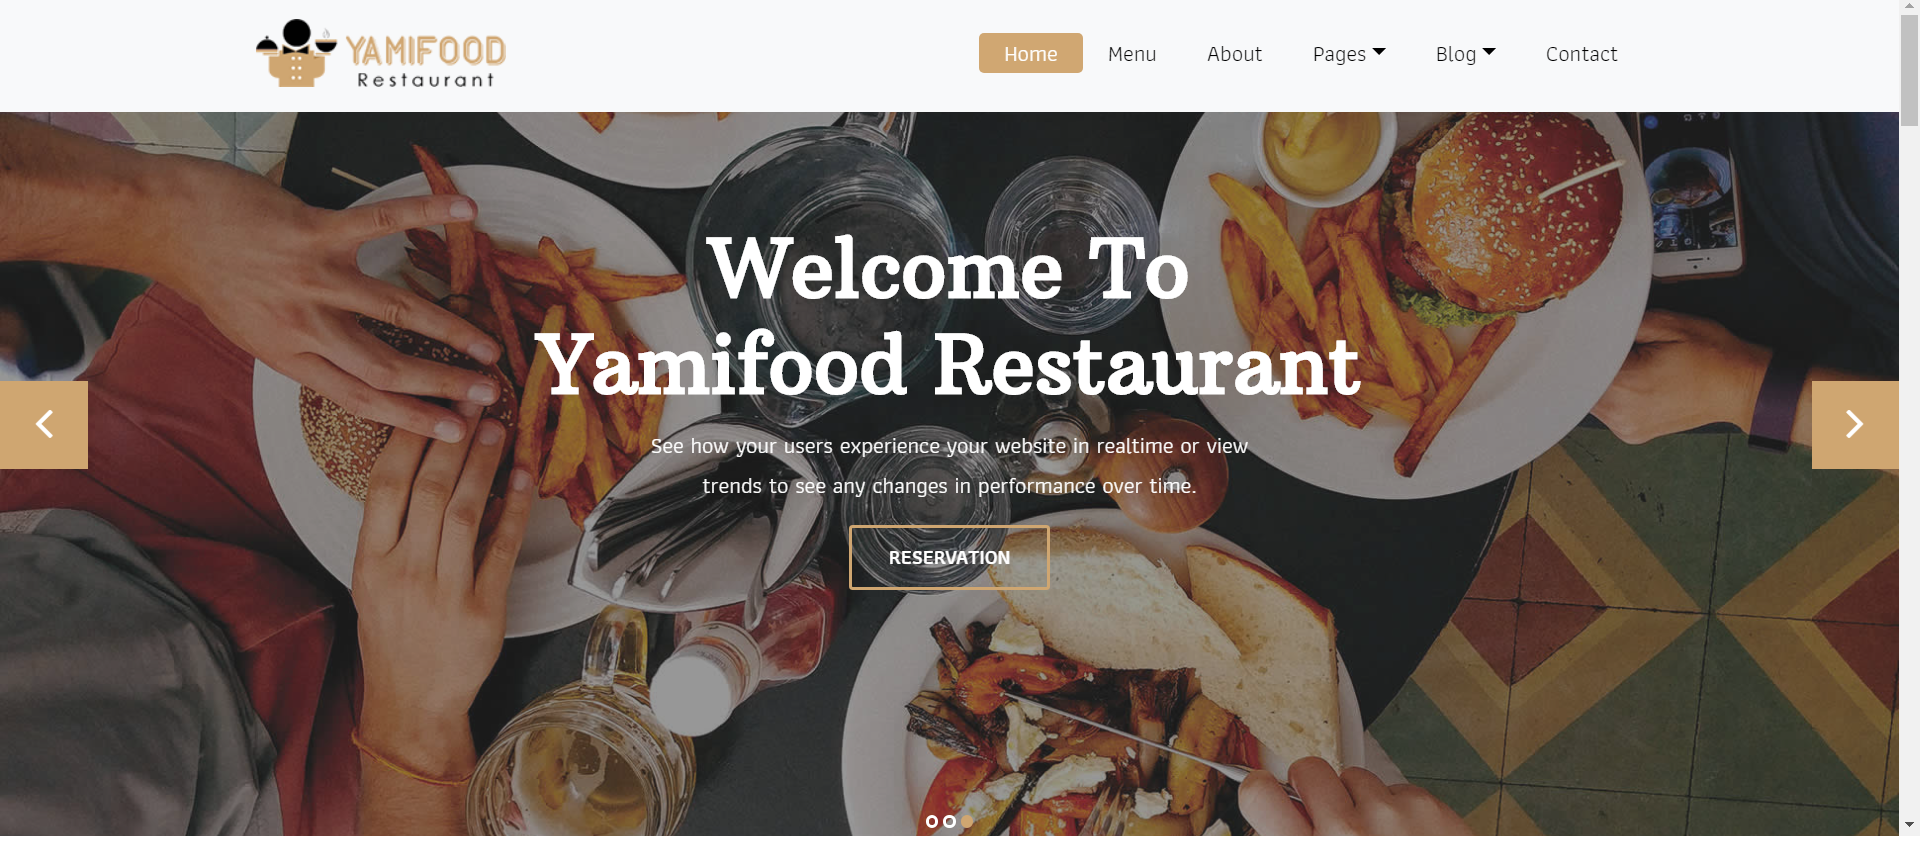 YAMIFOOD
Restaurant
Home Menu About Pages Blog Contact
Welcome To
Yamifood Restaurant
See how your users experience your website in realtime or view
trends to see any changes in performance over time.
RESERVATION